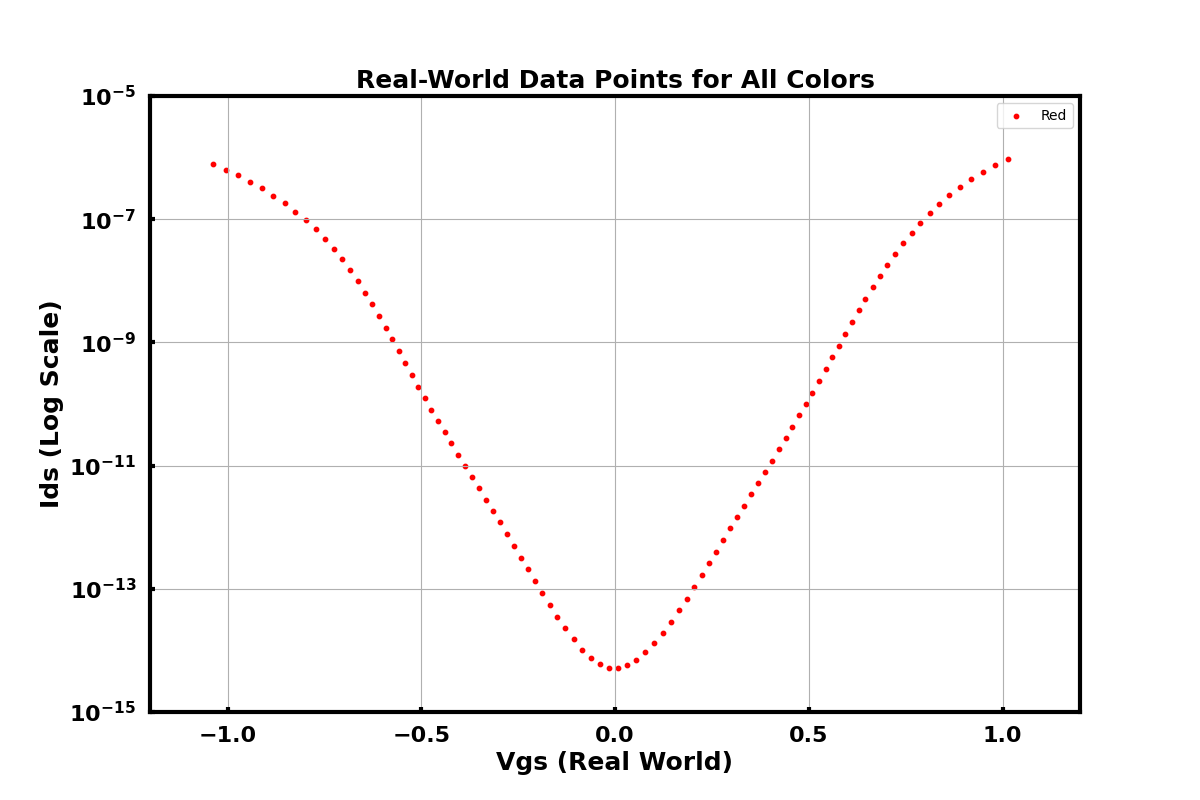 Real-World Data Points for All Colors
Red
10⁻⁵
10⁻⁷
10⁻⁹
10⁻¹¹
10⁻¹³
10⁻¹⁵
Ids (Log Scale)
−1.0 −0.5 0.0 0.5 1.0
Vgs (Real World)